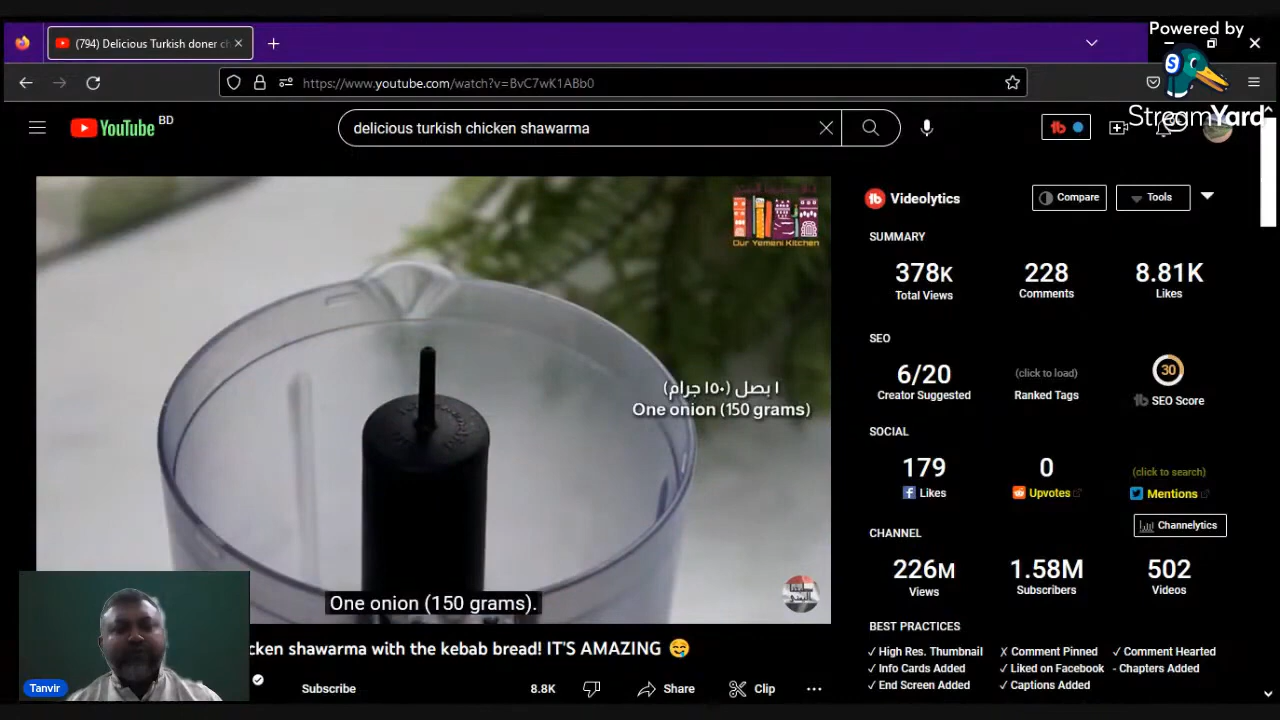 Powered by
(794) Delicious Turkish doner ch
https://www.youtube.com/watch?v=BvC7wK1ABb0
StreamYard
YouTube BD
delicious turkish chicken shawarma
Our Yemeni Kitchen
١ بصل (١٥٠ جرام)
One onion (150 grams)
One onion (150 grams).
cken shawarma with the kebab bread! IT'S AMAZING
Tanvir
Subscribe
8.8K
Share
Clip
Videolytics
Compare
Tools
SUMMARY
378K
228
8.81K
Total Views
Comments
Likes
SEO
6/20
(click to load)
30
Creator Suggested
Ranked Tags
SEO Score
SOCIAL
179
0
(click to search)
Likes
Upvotes
Mentions
Channelytics
CHANNEL
226M
1.58M
502
Views
Subscribers
Videos
BEST PRACTICES
✓ High Res. Thumbnail
✗ Comment Pinned
✓ Comment Hearted
✓ Info Cards Added
✓ Liked on Facebook
- Chapters Added
✓ End Screen Added
✓ Captions Added